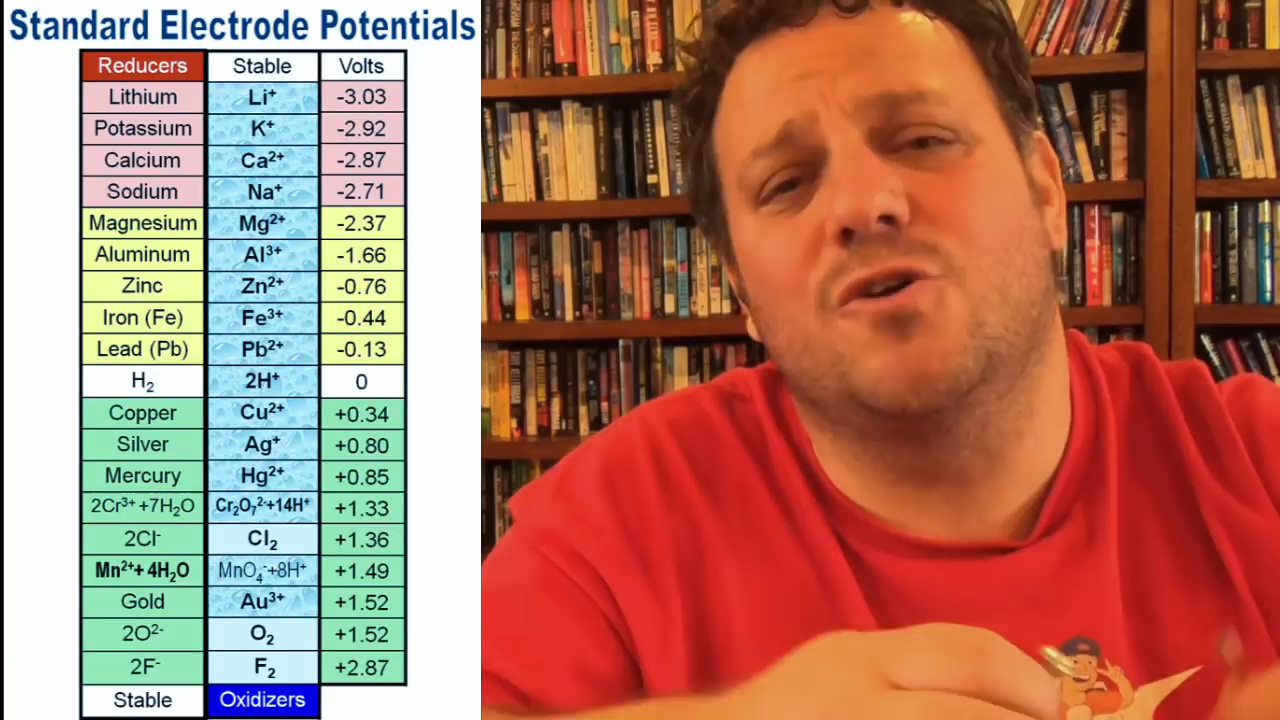 Standard Electrode Potentials
Reducers Stable Volts
Lithium Li⁺ -3.03
Potassium K⁺ -2.92
Calcium Ca²⁺ -2.87
Sodium Na⁺ -2.71
Magnesium Mg²⁺ -2.37
Aluminum Al³⁺ -1.66
Zinc Zn²⁺ -0.76
Iron (Fe) Fe³⁺ -0.44
Lead (Pb) Pb²⁺ -0.13
H₂ 2H⁺ 0
Copper Cu²⁺ +0.34
Silver Ag⁺ +0.80
Mercury Hg²⁺ +0.85
2Cr³⁺+7H₂O Cr₂O₇²⁻+14H⁺ +1.33
2Cl⁻ Cl₂ +1.36
Mn²⁺+ 4H₂O MnO₄⁻+8H⁺ +1.49
Gold Au³⁺ +1.52
2O²⁻ O₂ +1.52
2F⁻ F₂ +2.87
Stable Oxidizers